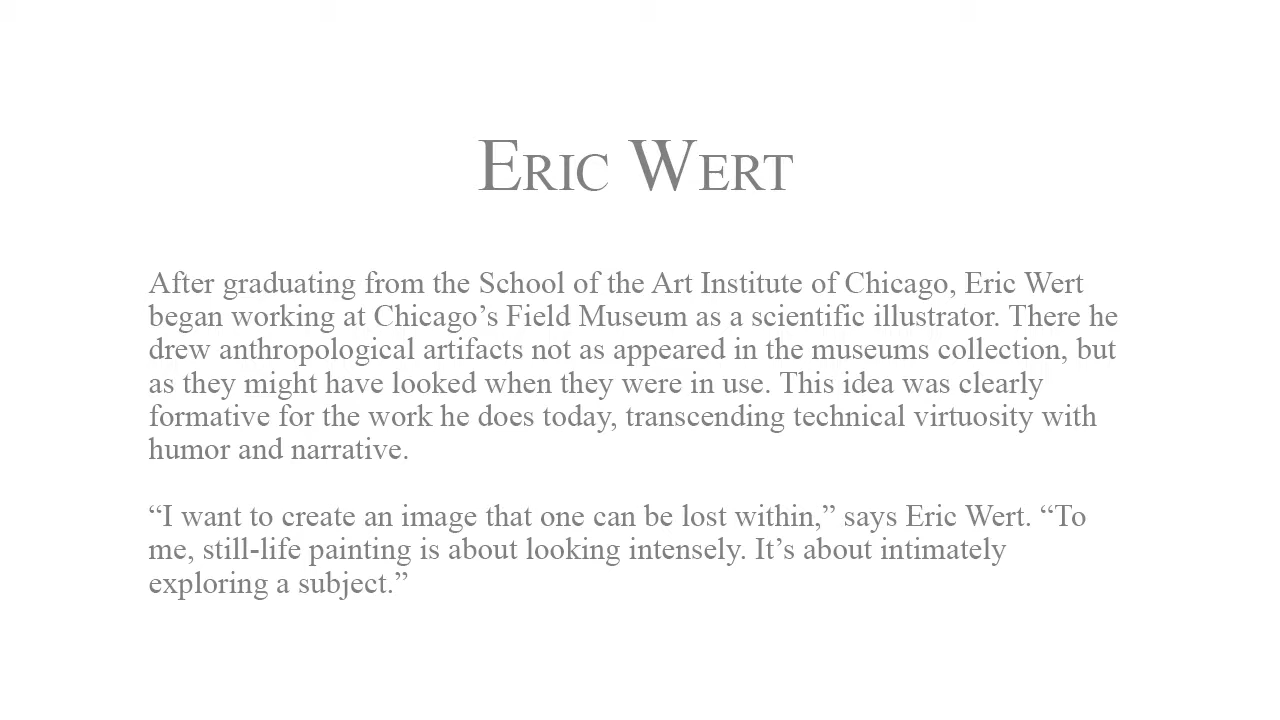 ERIC WERT
After graduating from the School of the Art Institute of Chicago, Eric Wert
began working at Chicago’s Field Museum as a scientific illustrator. There he
drew anthropological artifacts not as appeared in the museums collection, but
as they might have looked when they were in use. This idea was clearly
formative for the work he does today, transcending technical virtuosity with
humor and narrative.
“I want to create an image that one can be lost within,” says Eric Wert. “To
me, still-life painting is about looking intensely. It’s about intimately
exploring a subject.”